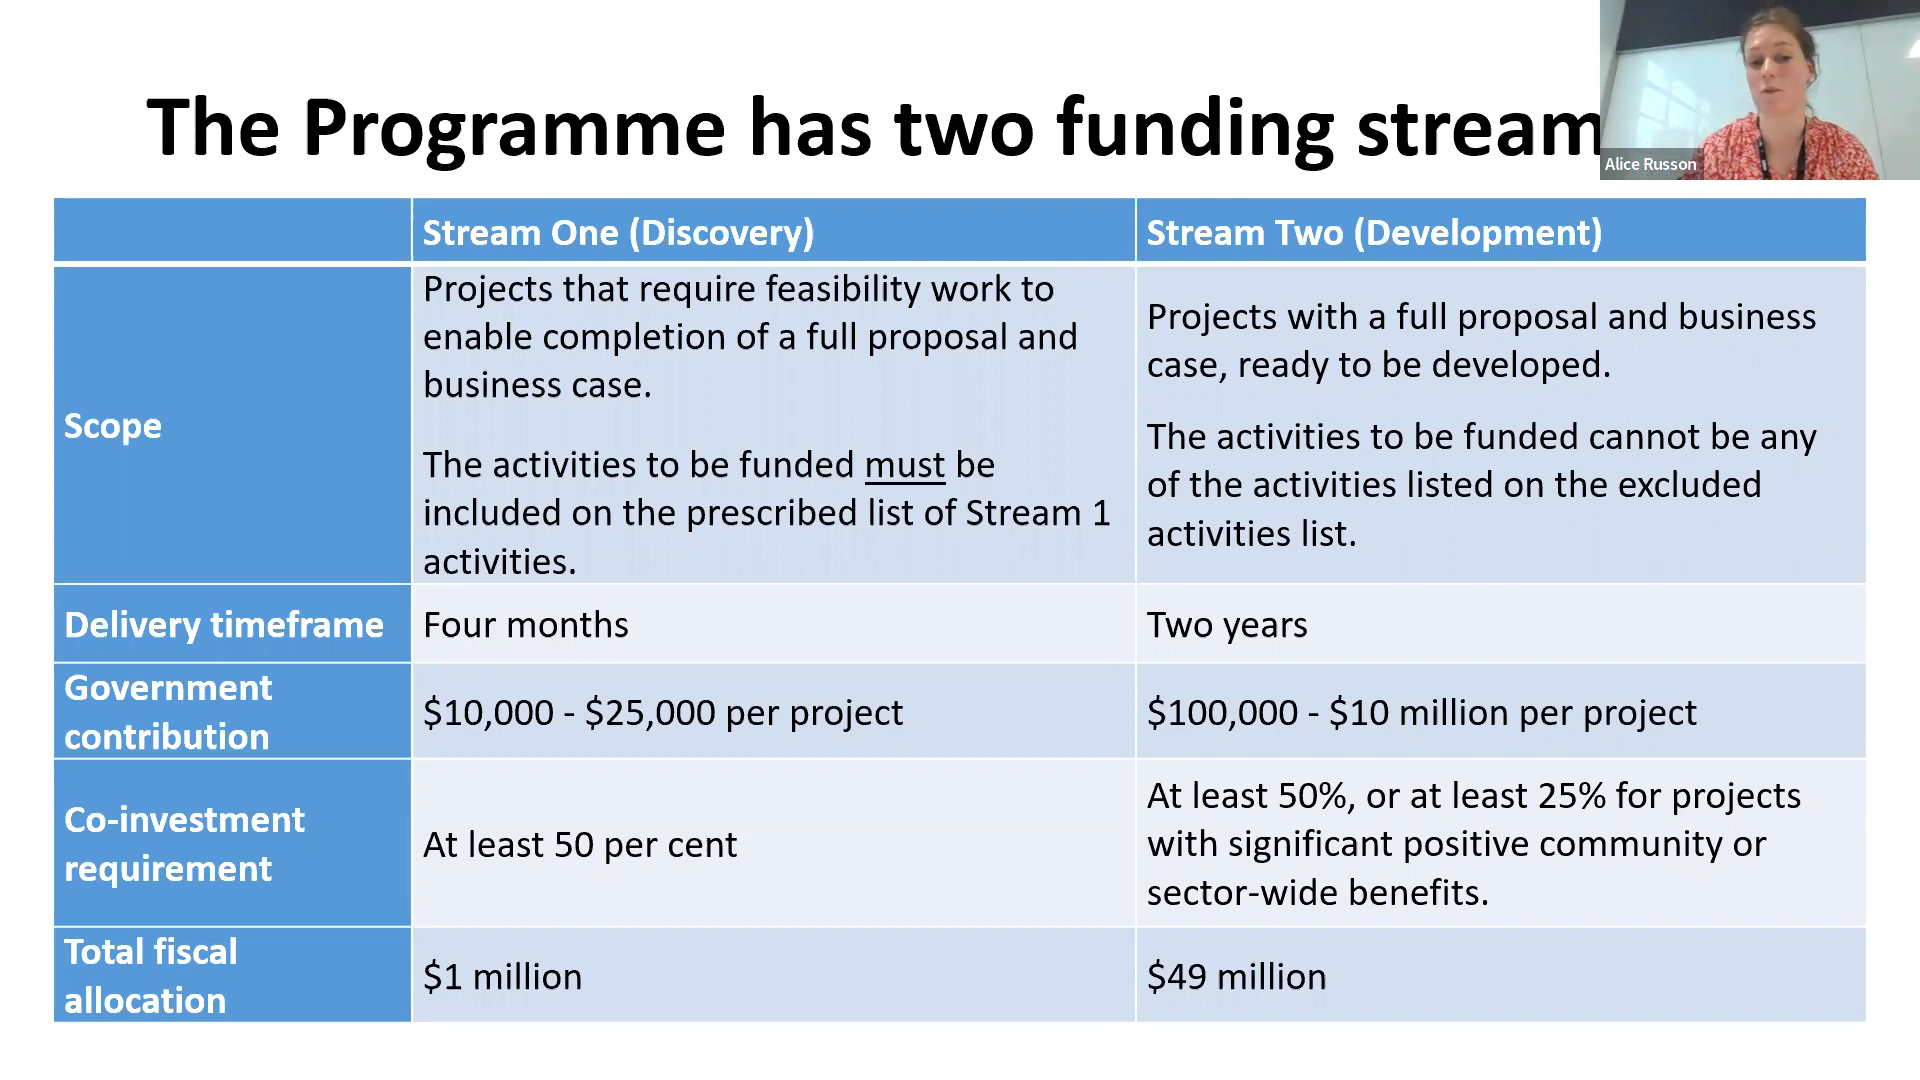 The Programme has two funding stream
Alice Russon
Stream One (Discovery)
Stream Two (Development)
Scope
Projects that require feasibility work to
enable completion of a full proposal and
business case.
The activities to be funded must be
included on the prescribed list of Stream 1
activities.
Projects with a full proposal and business
case, ready to be developed.
The activities to be funded cannot be any
of the activities listed on the excluded
activities list.
Delivery timeframe
Four months
Two years
Government
contribution
$10,000 - $25,000 per project
$100,000 - $10 million per project
Co-investment
requirement
At least 50 per cent
At least 50%, or at least 25% for projects
with significant positive community or
sector-wide benefits.
Total fiscal
allocation
$1 million
$49 million